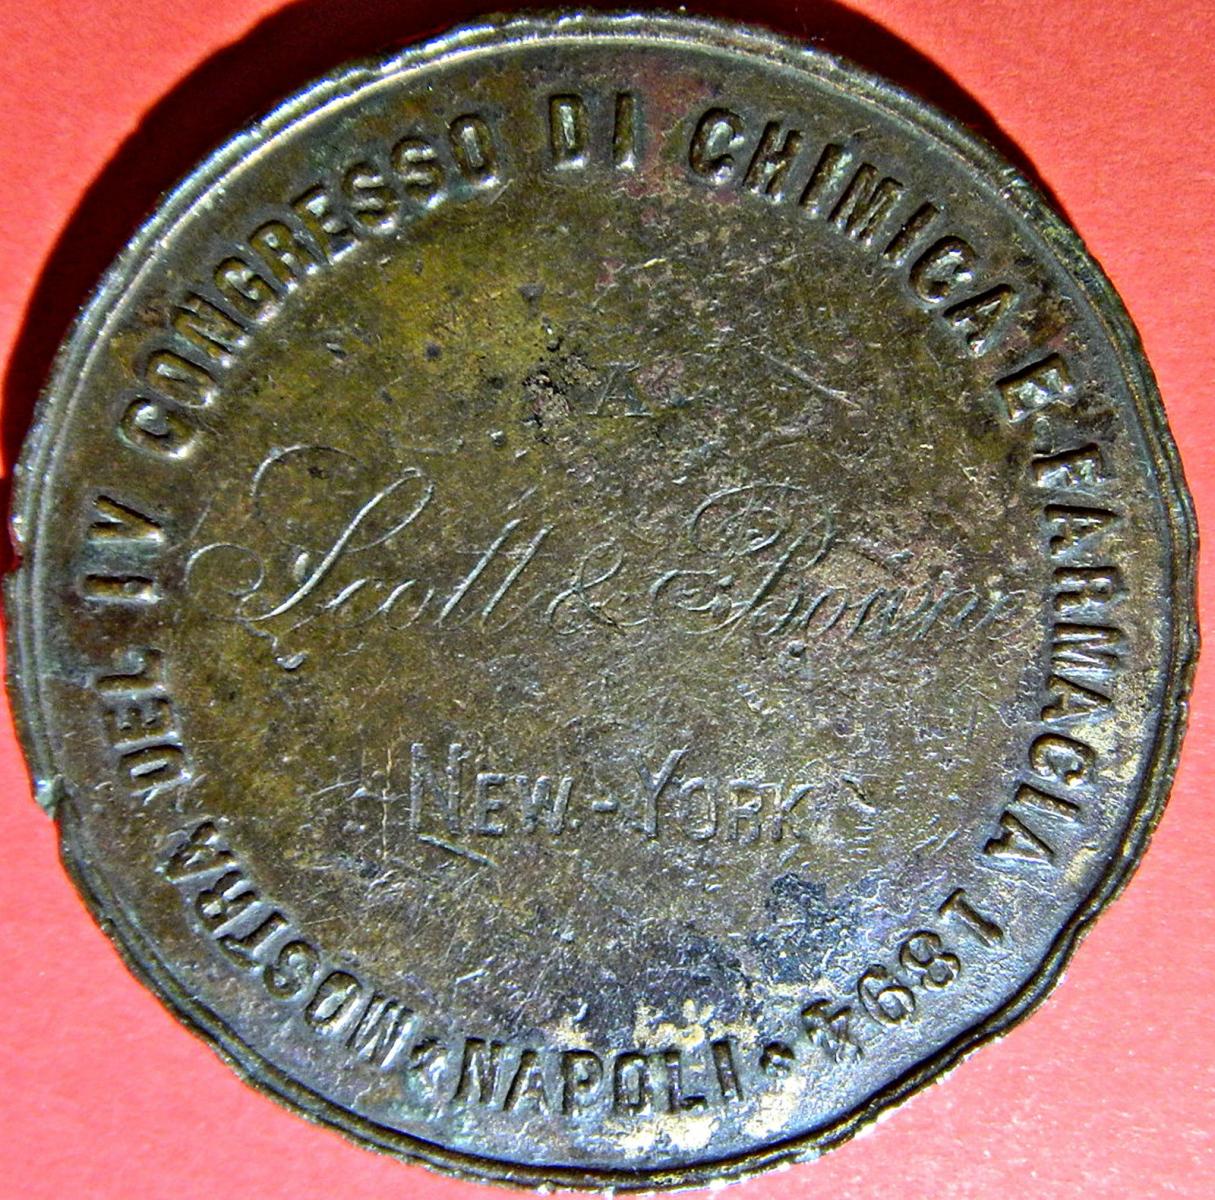 MOSTRA DEL IV CONGRESSO DI CHIMICA E FARMACIA 1894
A
Scott & Bowne
NEW-YORK
NAPOLI